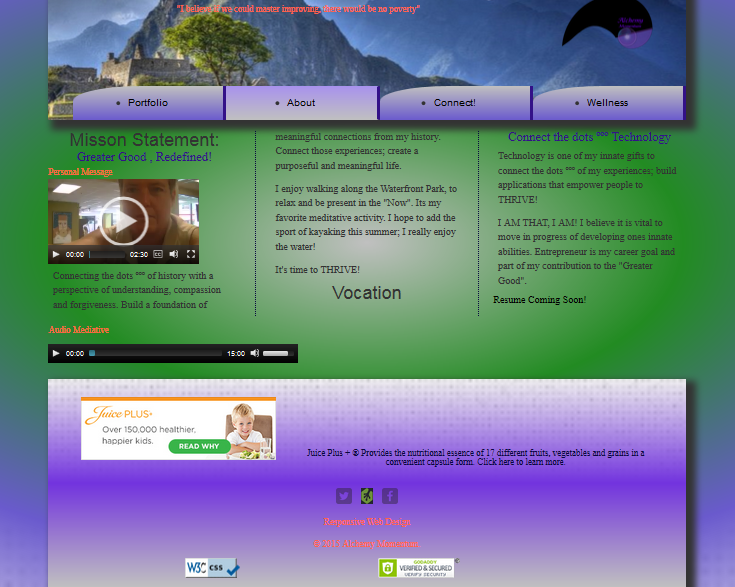 "I believe if we could master improving, there would be no poverty"
Alchemy
Portfolio
About
Connect!
Wellness
Misson Statement:
Greater Good , Redefined!
Personal Message
00:00
02:30
Connecting the dots °°° of history with a
perspective of understanding, compassion
and forgiveness. Build a foundation of
meaningful connections from my history.
Connect those experiences; create a
purposeful and meaningful life.
I enjoy walking along the Waterfront Park, to
relax and be present in the "Now". Its my
favorite meditative activity. I hope to add the
sport of kayaking this summer; I really enjoy
the water!
It's time to THRIVE!
Vocation
Connect the dots °°° Technology
Technology is one of my innate gifts to
connect the dots °°° of my experiences; build
applications that empower people to
THRIVE!
I AM THAT, I AM! I believe it is vital to
move in progress of developing ones innate
abilities. Entrepreneur is my career goal and
part of my contribution to the "Greater
Good".
Resume Coming Soon!
Audio Mediative
00:00
15:00
Juice PLUS+
Over 150,000 healthier,
happier kids.
READ WHY
Juice Plus + ® Provides the nutritional essence of 17 different fruits, vegetables and grains in a
convenient capsule form. Click here to learn more.
Responsive Web Design
W3C css
GODADDY
VERIFIED & SECURED
VERIFY SECURITY